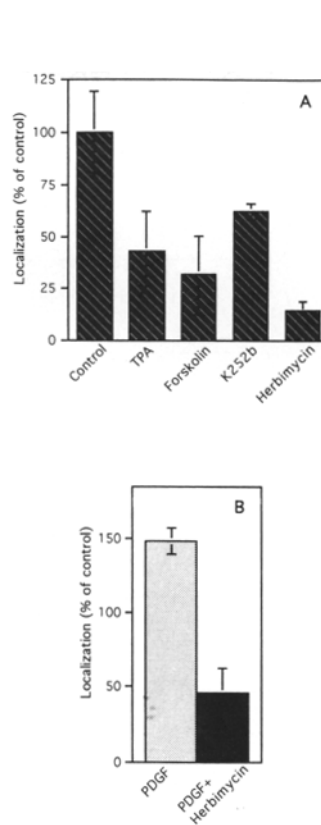 A
Localization (% of control)
125
100
75
50
25
0
Control
TPA
Forskolin
K252b
Herbimycin
B
Localization (% of control)
150
100
50
0
PDGF
PDGF+
Herbimycin